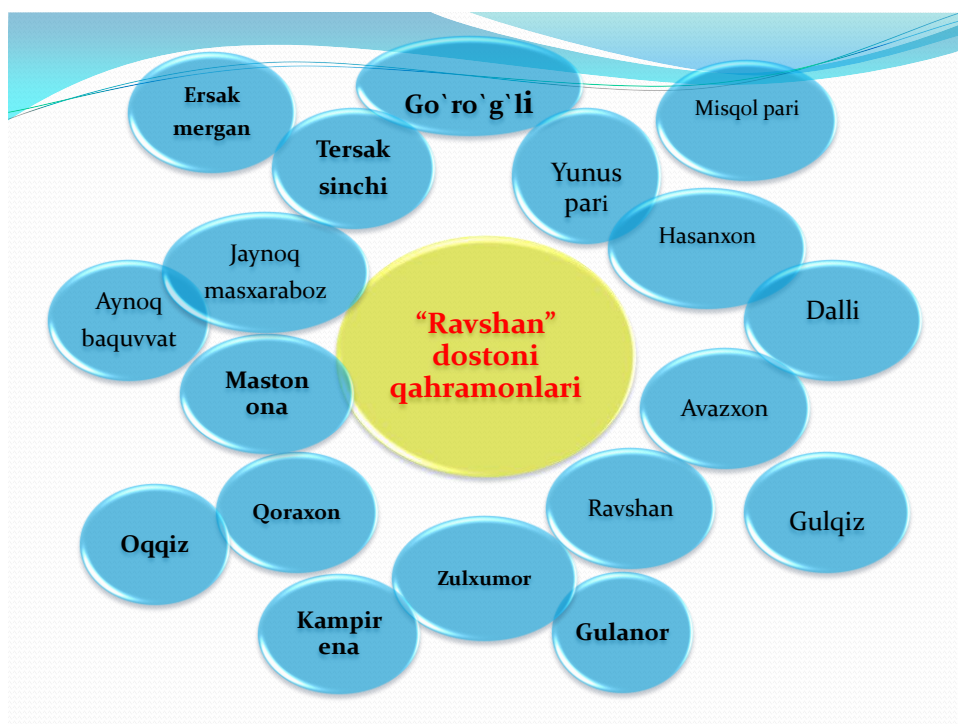 Ersak
mergan
Go`ro`g`li
Misqol pari
Tersak
sinchi
Yunus
pari
Hasanxon
Jaynoq
masxaraboz
Aynoq
baquvvat
Dalli
“Ravshan”
dostoni
qahramonlari
Maston
ona
Avazxon
Qoraxon
Ravshan
Gulqiz
Oqqiz
Zulxumor
Kampir
ena
Gulanor